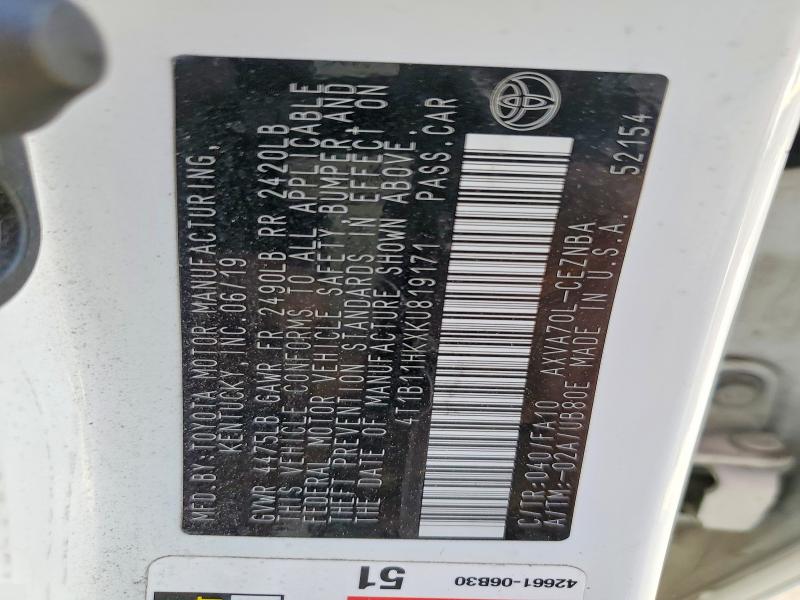 MFD. BY: TOYOTA MOTOR MANUFACTURING,
KENTUCKY, INC. 06/19
GVWR 4475LB GAWR FR 2490LB RR 2420LB
THIS VEHICLE CONFORMS TO ALL APPLICABLE
FEDERAL MOTOR VEHICLE SAFETY, BUMPER, AND
THEFT PREVENTION STANDARDS IN EFFECT ON
THE DATE OF MANUFACTURE SHOWN ABOVE.
4T1B11HKXKU819171 PASS. CAR
C/TR: 040 /FA10 AXVA70L-CEZNBA
A/TM: -02A/UB80E MADE IN U.S.A. 52154
51
42661-06B30